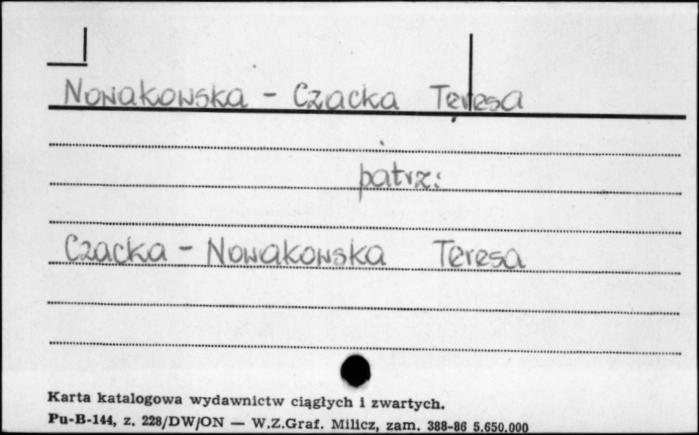 Nowakowska - Czacka Teresa
patrz:
Czacka - Nowakowska Teresa
Karta katalogowa wydawnictw ciągłych i zwartych.
Pu-B-144, z. 228/DW/ON — W.Z.Graf. Milicz, zam. 388-86 5.650.000